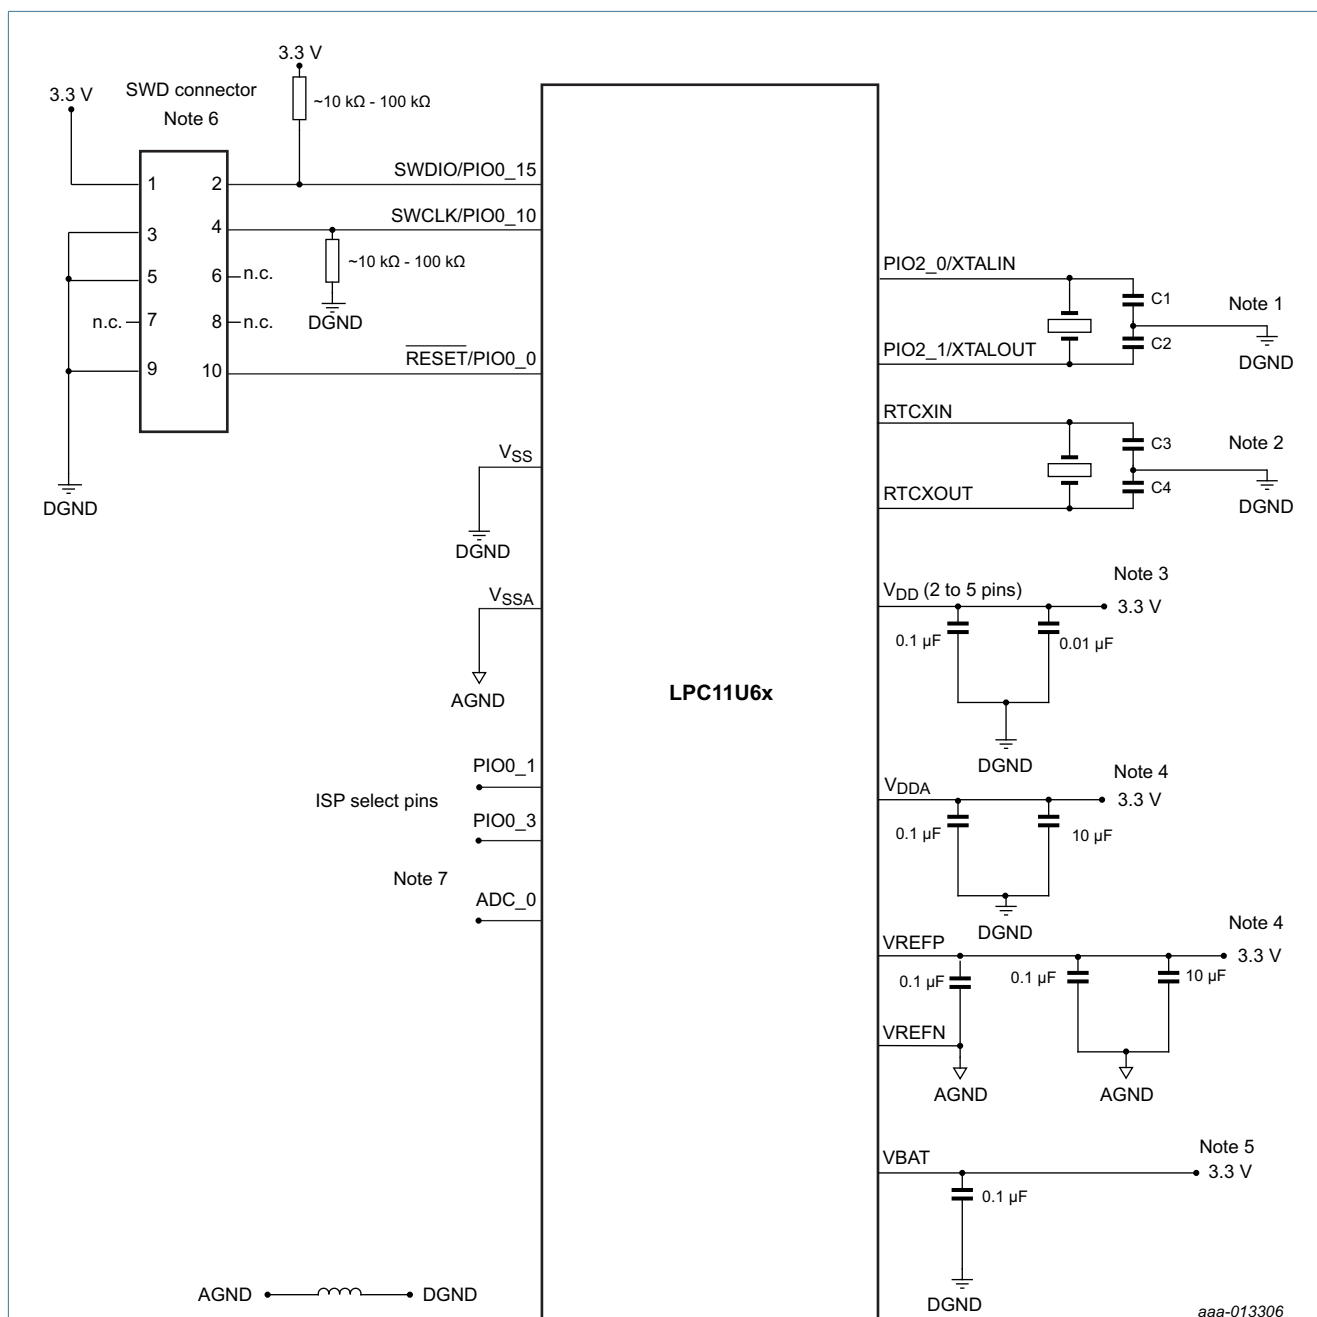 3.3 V
3.3 V
SWD connector
Note 6
~10 kΩ - 100 kΩ
1
2
SWDIO/PIO0_15
3
4
SWCLK/PIO0_10
~10 kΩ - 100 kΩ
DGND
5
6
n.c.
n.c.
7
8
n.c.
9
10
RESET/PIO0_0
DGND
VSS
DGND
VSSA
AGND
PIO0_1
ISP select pins
PIO0_3
Note 7
ADC_0
AGND
DGND
LPC11U6x
PIO2_0/XTALIN
C1
Note 1
C2
DGND
PIO2_1/XTALOUT
RTCXIN
C3
Note 2
C4
DGND
RTCXOUT
VDD (2 to 5 pins)
Note 3
3.3 V
0.1 µF
0.01 µF
DGND
VDDA
Note 4
3.3 V
0.1 µF
10 µF
DGND
VREFP
Note 4
3.3 V
0.1 µF
0.1 µF
10 µF
VREFN
AGND
AGND
VBAT
Note 5
3.3 V
0.1 µF
DGND
aaa-013306